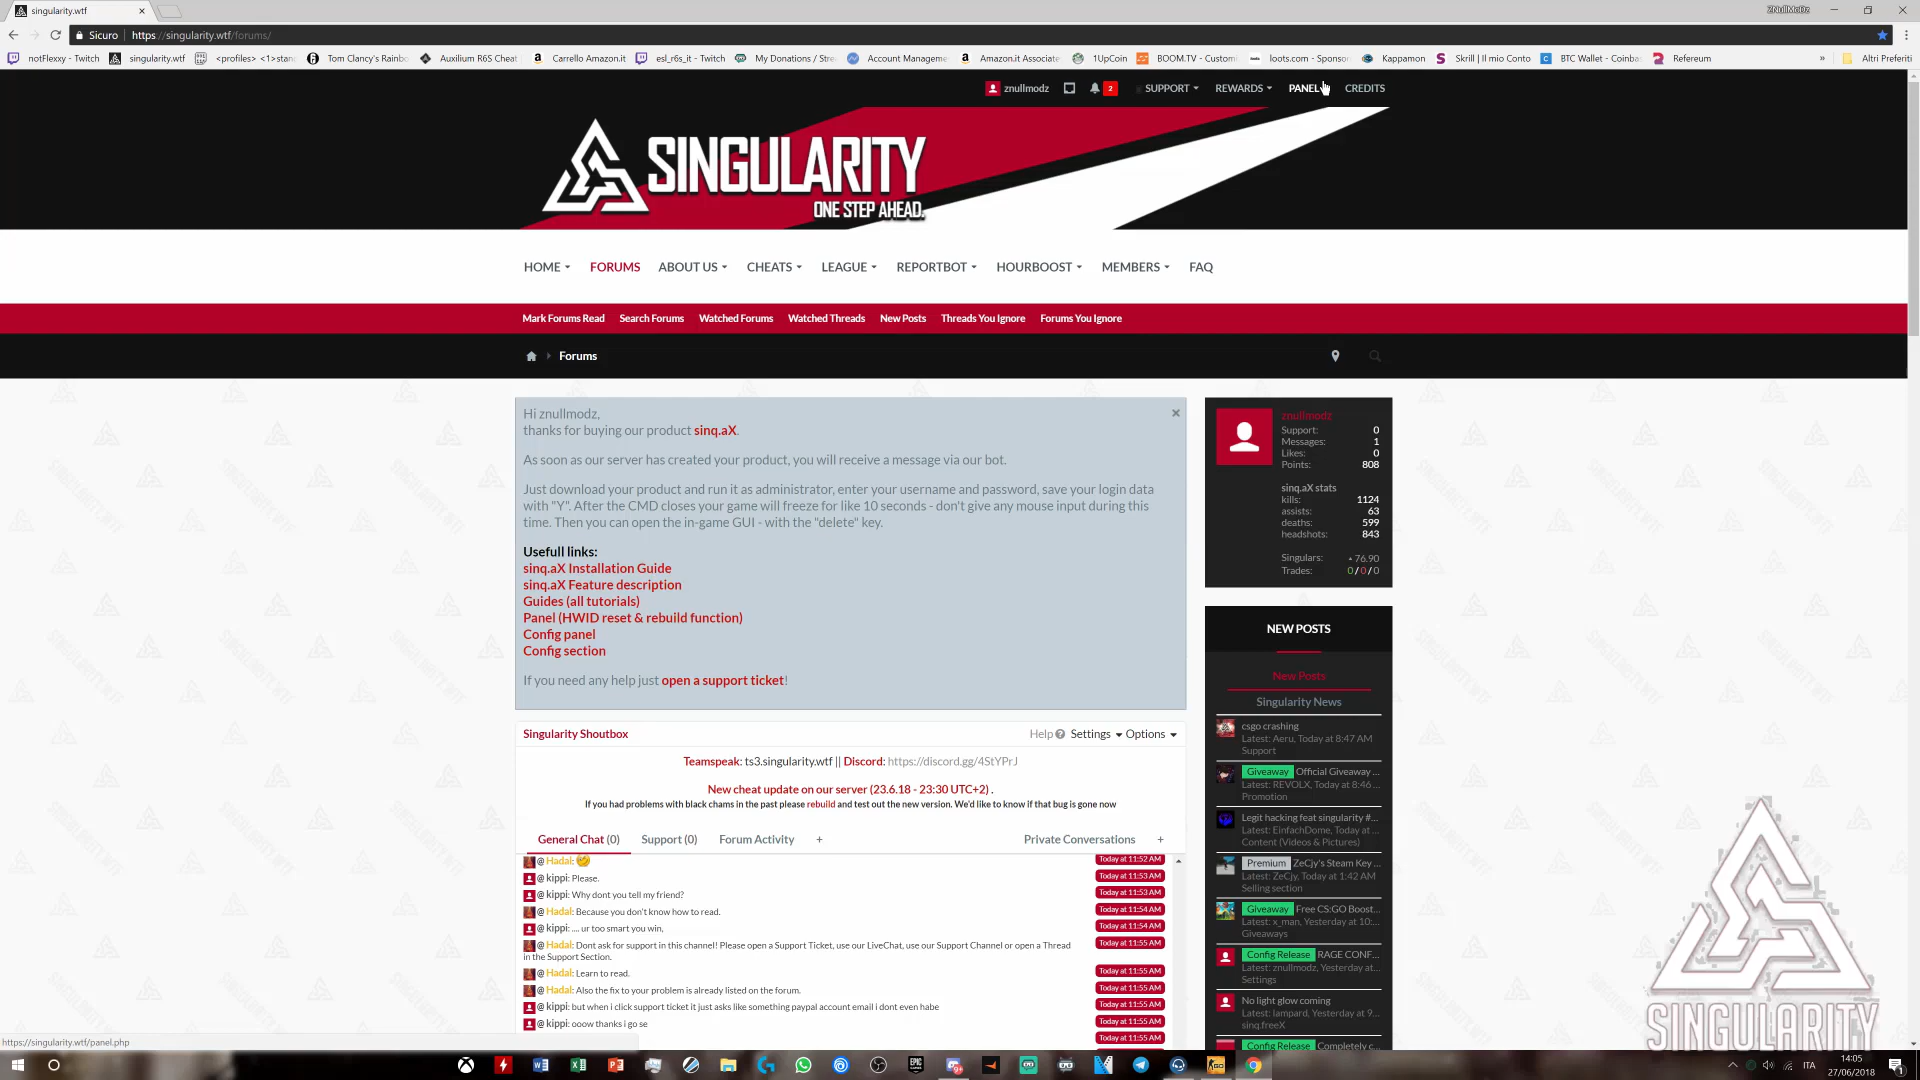 singularity.wtf
ZNullMoDz
Sicuro
https://singularity.wtf/forums/
notFlexxy - Twitch
singularity.wtf
<profiles> <1>stan
Tom Clancy's Rainbo
Auxilium R6S Cheat
Carrello Amazon.it
esl_r6s_it - Twitch
My Donations / Stre
Account Manageme
Amazon.it Associate
1UpCoin
BOOM.TV - Custom
loots.com - Sponso
Kappamon
Skrill | Il mio Conto
BTC Wallet - Coinba
Refereum
»
Altri Preferiti
znullmodz
2
SUPPORT
REWARDS
PANEL
CREDITS
SINGULARITY
ONE STEP AHEAD.
HOME
FORUMS
ABOUT US
CHEATS
LEAGUE
REPORTBOT
HOURBOOST
MEMBERS
FAQ
Mark Forums Read
Search Forums
Watched Forums
Watched Threads
New Posts
Threads You Ignore
Forums You Ignore
Forums
Hi znullmodz,
thanks for buying our product sinq.aX.
As soon as our server has created your product, you will receive a message via our bot.
Just download your product and run it as administrator, enter your username and password, save your login data
with "Y". After the CMD closes your game will freeze for like 10 seconds - don't give any mouse input during this
time. Then you can open the in-game GUI - with the "delete" key.
Usefull links:
sinq.aX Installation Guide
sinq.aX Feature description
Guides (all tutorials)
Panel (HWID reset & rebuild function)
Config panel
Config section
If you need any help just open a support ticket!
znullmodz
Support: 0
Messages: 1
Likes: 0
Points: 808
sinq.aX stats
kills: 1124
assists: 63
deaths: 599
headshots: 843
Singulars: 76.90
Trades: 0 / 0 / 0
NEW POSTS
New Posts
Singularity News
csgo crashing
Latest: Aeru, Today at 8:47 AM
Support
Giveaway Official Giveaway ...
Latest: REVOLX, Today at 8:46 ...
Promotion
Legit hacking feat singularity #...
Latest: EinfachDome, Today at ...
Content (Videos & Pictures)
Premium ZeCjy's Steam Key ...
Latest: ZeCjy, Today at 1:42 AM
Selling section
Giveaway Free CS:GO Boost...
Latest: x_man, Yesterday at 10:...
Giveaways
Config Release RAGE CONF...
Latest: znullmodz, Yesterday at...
Settings
No light glow coming
Latest: lampard, Yesterday at 9...
sinq.freeX
Config Release Completely c...
Singularity Shoutbox
Help
Settings
Options
Teamspeak: ts3.singularity.wtf || Discord: https://discord.gg/4StYPrJ
New cheat update on our server (23.6.18 - 23:30 UTC+2) .
If you had problems with black chams in the past please rebuild and test out the new version. We'd like to know if that bug is gone now
General Chat (0)
Support (0)
Forum Activity
+
Private Conversations
+
@ Hadal: Today at 11:52 AM
@ kippi: Please. Today at 11:53 AM
@ kippi: Why dont you tell my friend? Today at 11:53 AM
@ Hadal: Because you don't know how to read. Today at 11:54 AM
@ kippi: .... ur too smart you win, Today at 11:54 AM
@ Hadal: Dont ask for support in this channel! Please open a Support Ticket, use our LiveChat, use our Support Channel or open a Thread Today at 11:55 AM
in the Support Section.
@ Hadal: Learn to read. Today at 11:55 AM
@ Hadal: Also the fix to your problem is already listed on the forum. Today at 11:55 AM
@ kippi: but when i click support ticket it just asks like something paypal account email i dont even habe Today at 11:55 AM
@ kippi: ooow thanks i go se Today at 11:55 AM
Today at 11:55 AM
SINGULARITY
https://singularity.wtf/panel.php
ITA
14:05
27/06/2018